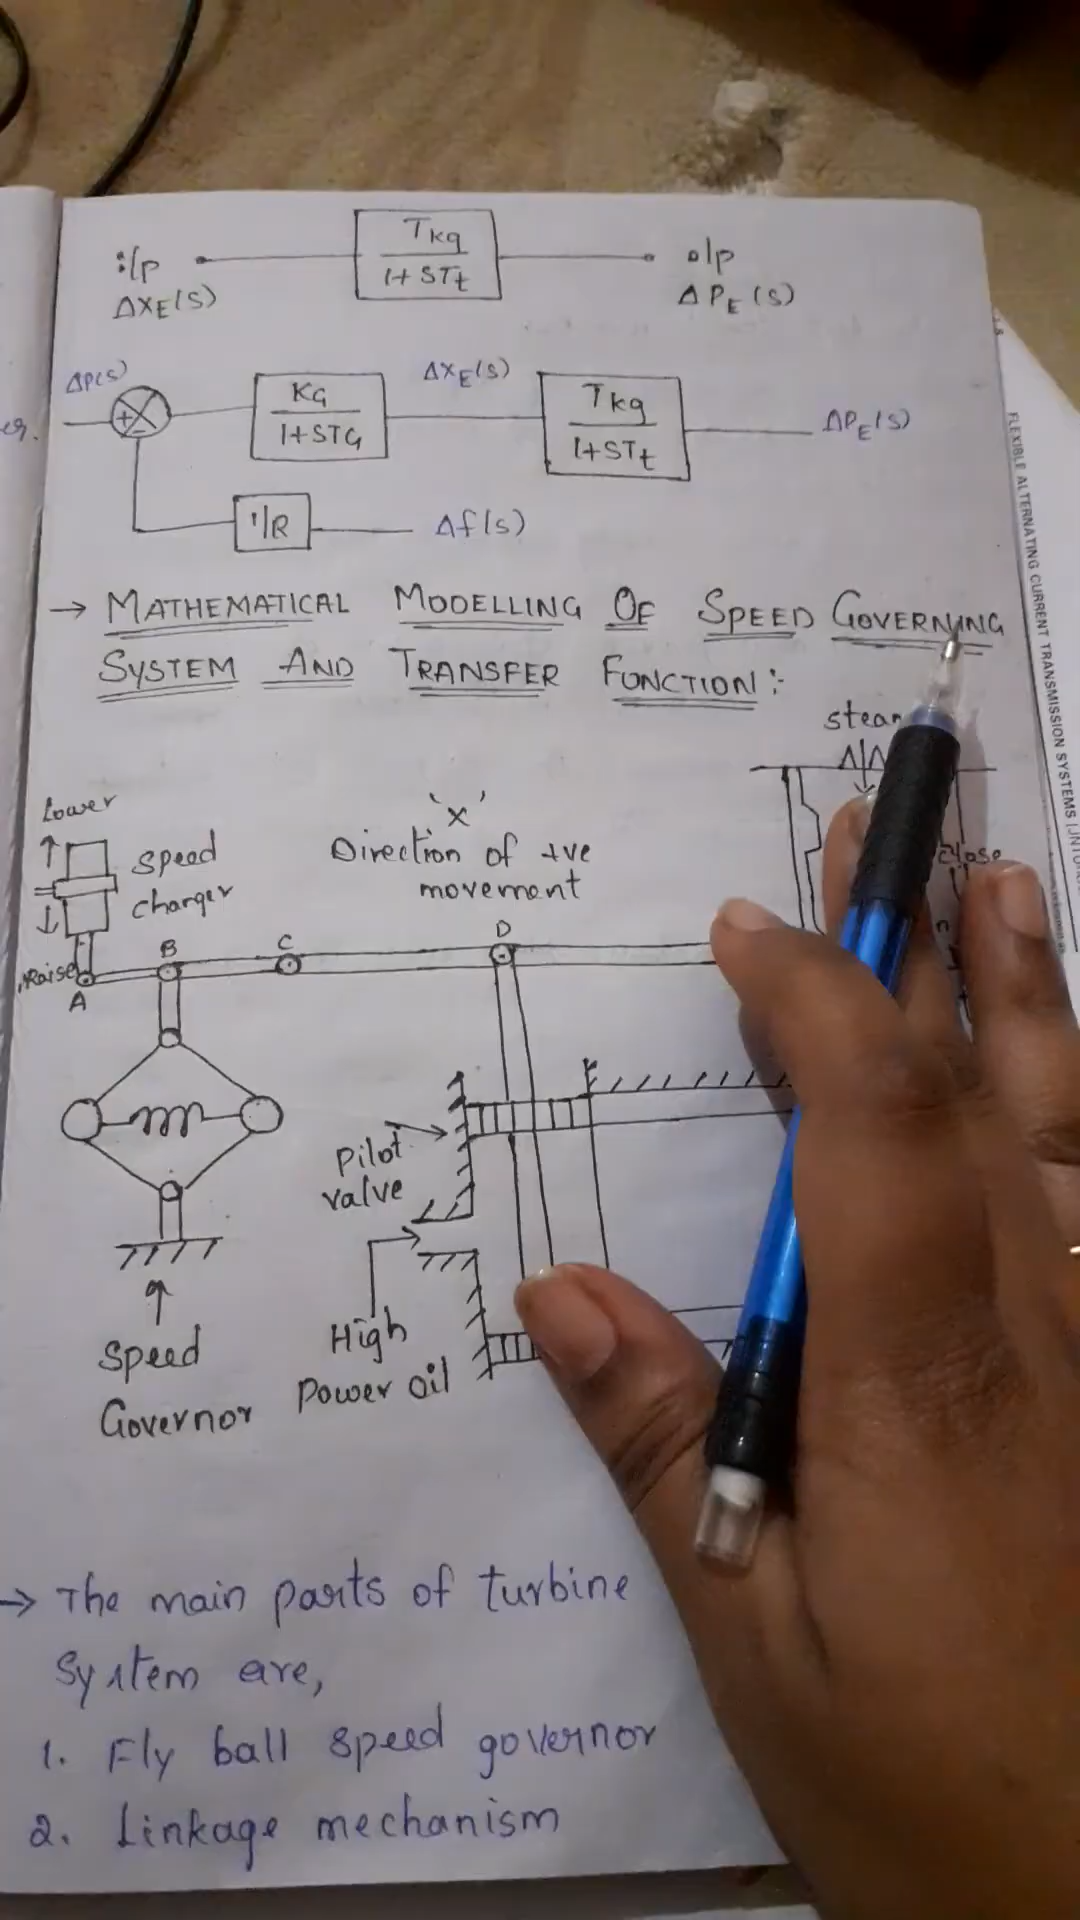 Tkg
1+STt
i/p
o/p
ΔXE(s)
ΔPE(s)
ΔP(s)
+
-
KG
1+STG
ΔXE(s)
Tkg
1+STt
ΔPE(s)
1/R
Δf(s)
→ MATHEMATICAL MODELLING OF SPEED GOVERNING
SYSTEM AND TRANSFER FUNCTION:-
Lower
speed
charger
Raise
'x'
Direction of +ve
movement
close
A
B
C
D
Pilot
valve
High
Power oil
Speed
Governor
→ The main parts of turbine
system are,
1. Fly ball speed governor
2. Linkage mechanism
FLEXIBLE ALTERNATING CURRENT TRANSMISSION SYSTEMS